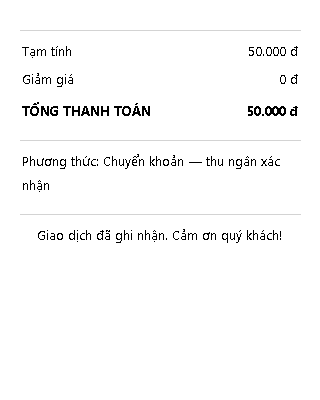 Tạm tính 50.000 đ
Giảm giá 0 đ
TỔNG THANH TOÁN 50.000 đ
Phương thức: Chuyển khoản — thu ngân xác
nhận
Giao dịch đã ghi nhận. Cảm ơn quý khách!